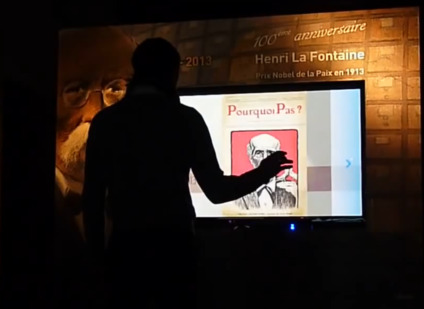 100ème anniversaire
2013
Henri La Fontaine
Prix Nobel de la Paix en 1913
Pourquoi Pas ?